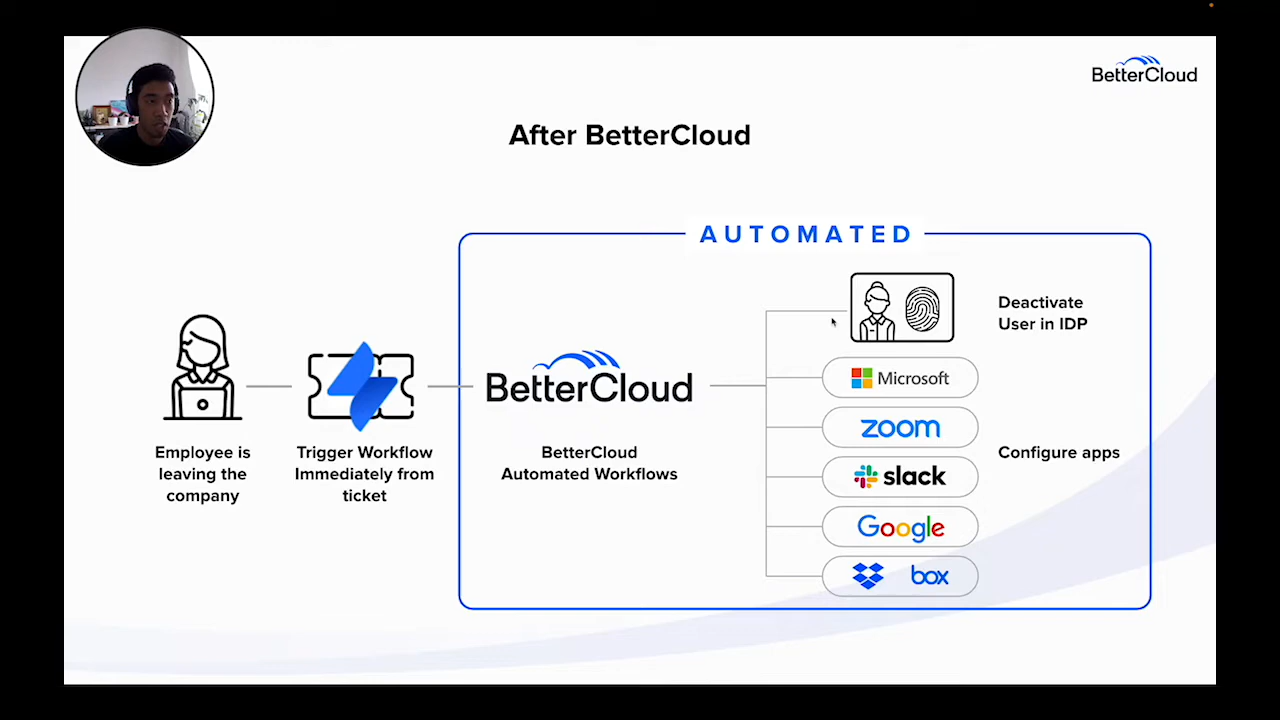 BetterCloud
After BetterCloud
AUTOMATED
Employee is
leaving the
company
Trigger Workflow
Immediately from
ticket
BetterCloud
BetterCloud
Automated Workflows
Deactivate
User in IDP
Microsoft
zoom
slack
Google
box
Configure apps